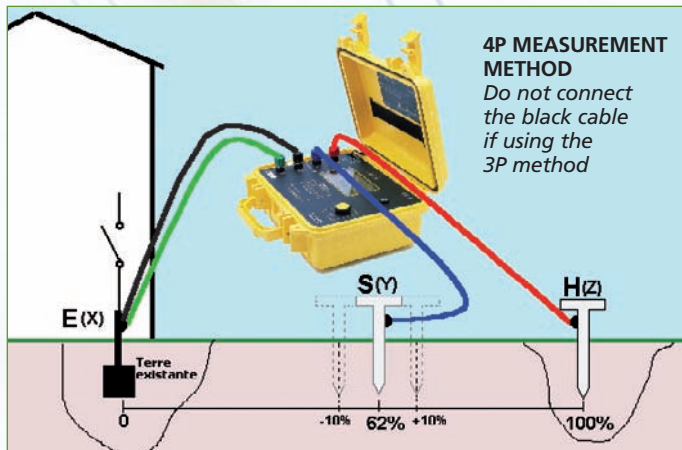 4P MEASUREMENT
METHOD
Do not connect
the black cable
if using the
3P method
S(Y)
H(Z)
E(X)
Terre
existante
0
-10%
62%
+10%
100%